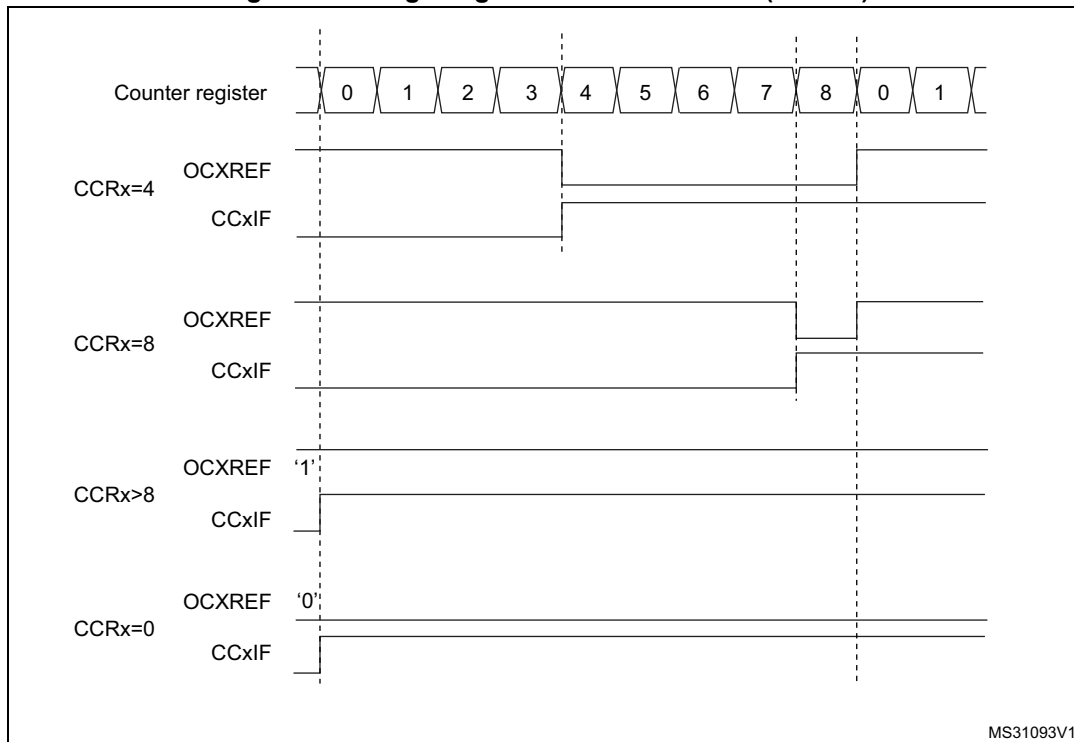 Counter register 0 1 2 3 4 5 6 7 8 0 1
OCXREF
CCRx=4
CCxIF
OCXREF
CCRx=8
CCxIF
OCXREF ‘1’
CCRx>8
CCxIF
OCXREF ‘0’
CCRx=0
CCxIF
MS31093V1